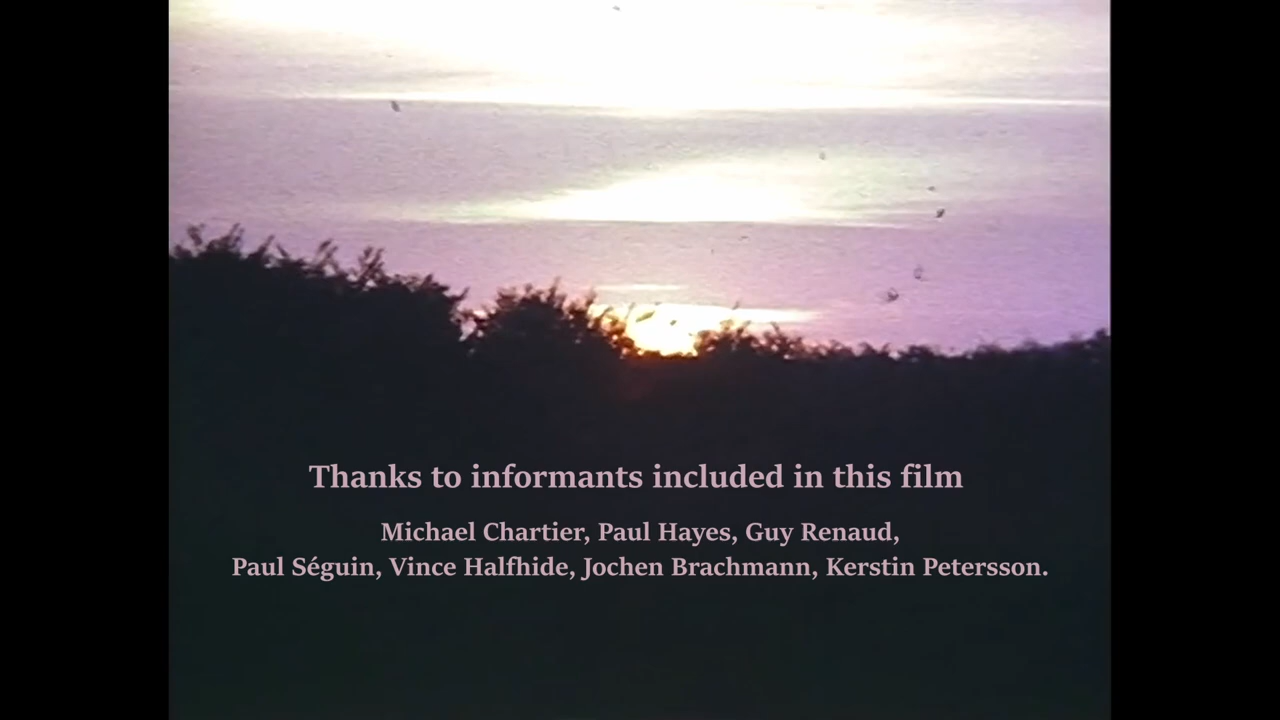 Thanks to informants included in this film
Michael Chartier, Paul Hayes, Guy Renaud,
Paul Séguin, Vince Halfhide, Jochen Brachmann, Kerstin Petersson.